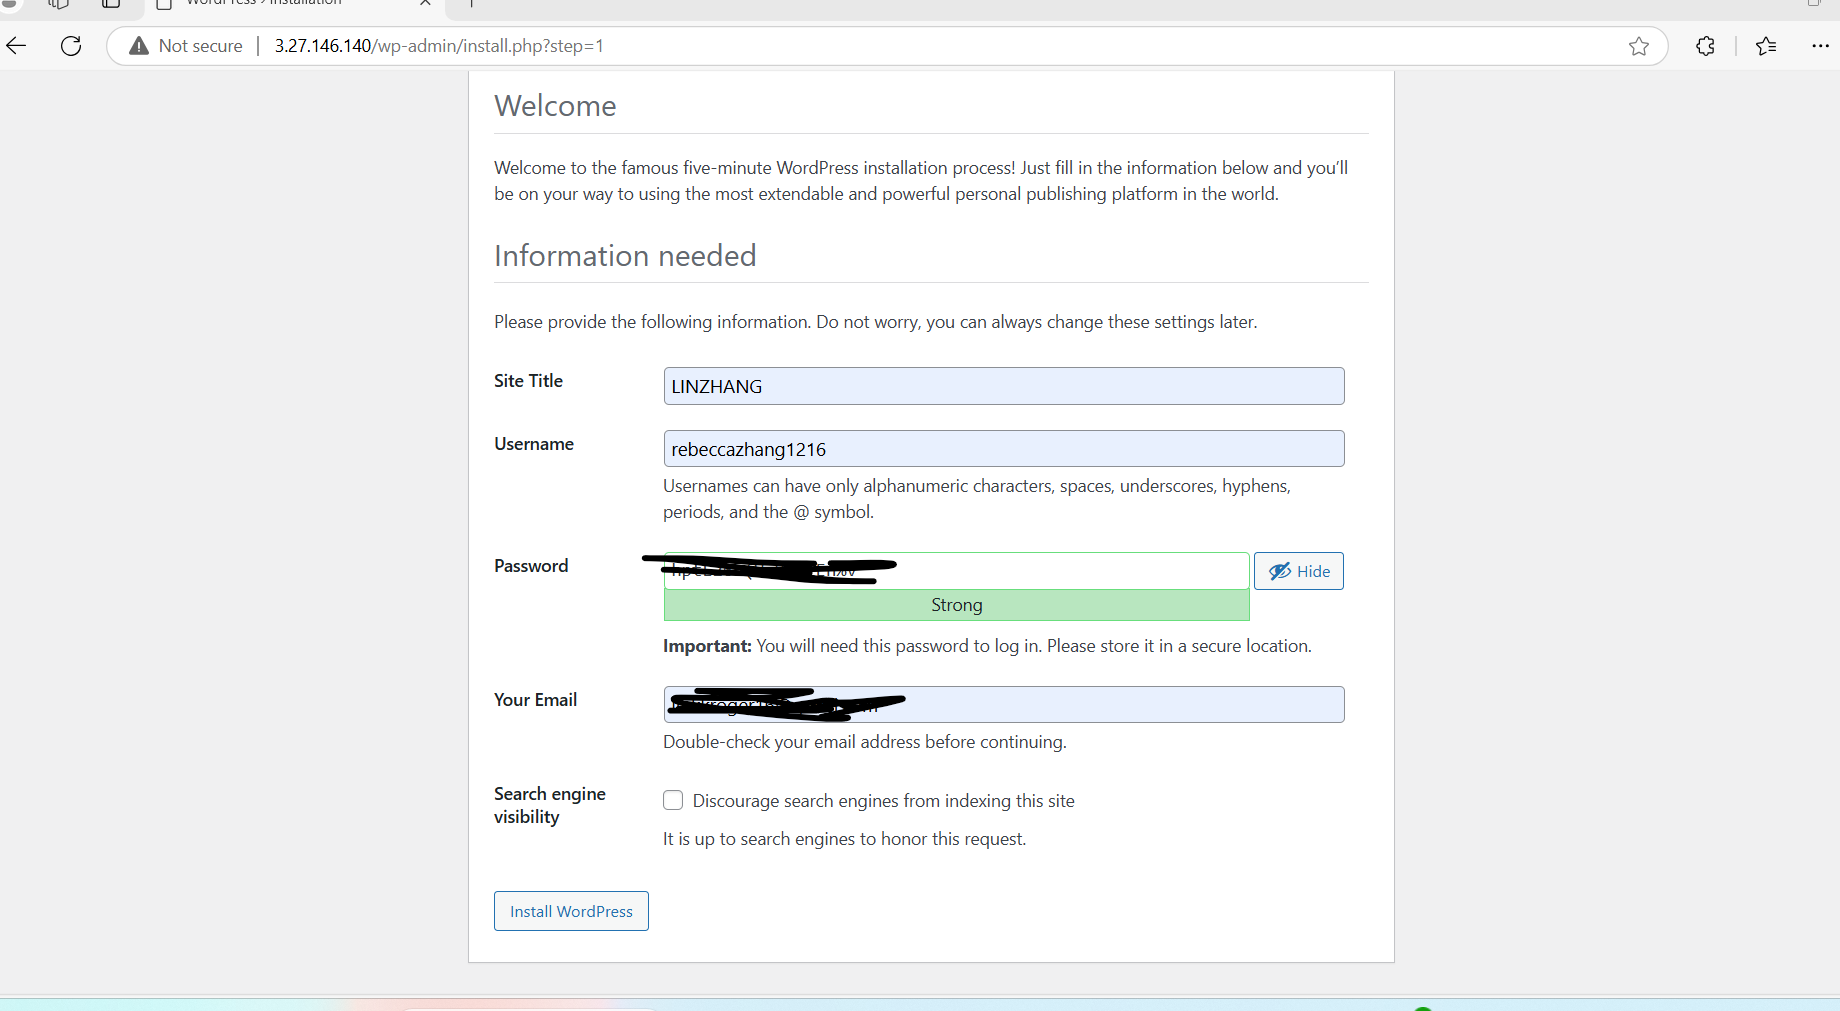 WordPress › Installation
Not secure
3.27.146.140/wp-admin/install.php?step=1
Welcome
Welcome to the famous five-minute WordPress installation process! Just fill in the information below and you’ll
be on your way to using the most extendable and powerful personal publishing platform in the world.
Information needed
Please provide the following information. Do not worry, you can always change these settings later.
Site Title
LINZHANG
Username
rebeccazhang1216
Usernames can have only alphanumeric characters, spaces, underscores, hyphens,
periods, and the @ symbol.
Password
Hide
Strong
Important: You will need this password to log in. Please store it in a secure location.
Your Email
Double-check your email address before continuing.
Search engine
visibility
Discourage search engines from indexing this site
It is up to search engines to honor this request.
Install WordPress